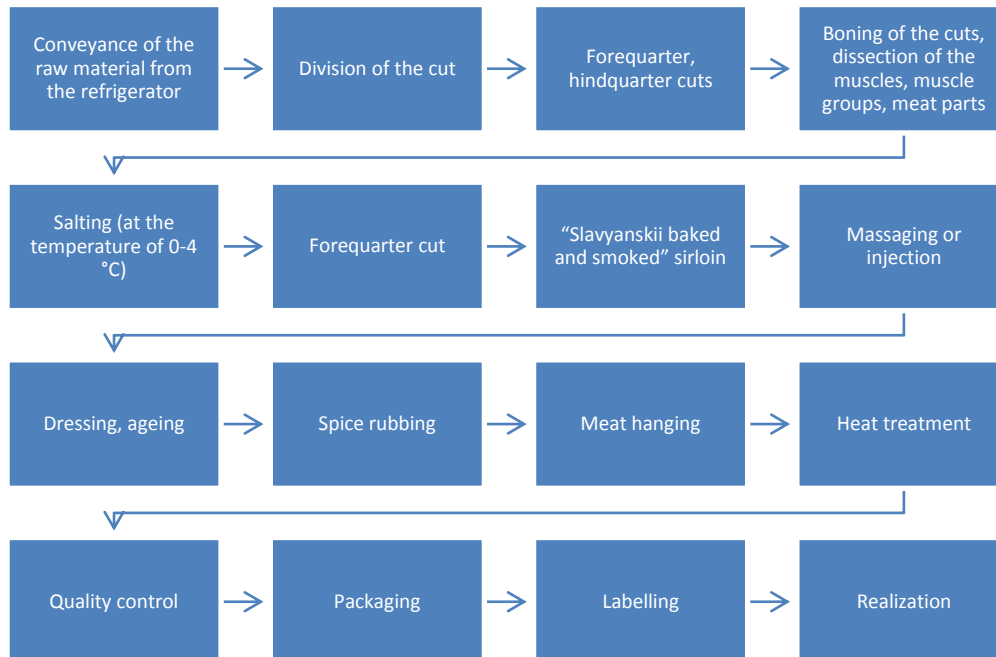 Conveyance of the
raw material from
the refrigerator
Division of the cut
Forequarter,
hindquarter cuts
Boning of the cuts,
dissection of the
muscles, muscle
groups, meat parts
Salting (at the
temperature of 0-4
°C)
Forequarter cut
“Slavyanskii baked
and smoked” sirloin
Massaging or
injection
Dressing, ageing
Spice rubbing
Meat hanging
Heat treatment
Quality control
Packaging
Labelling
Realization